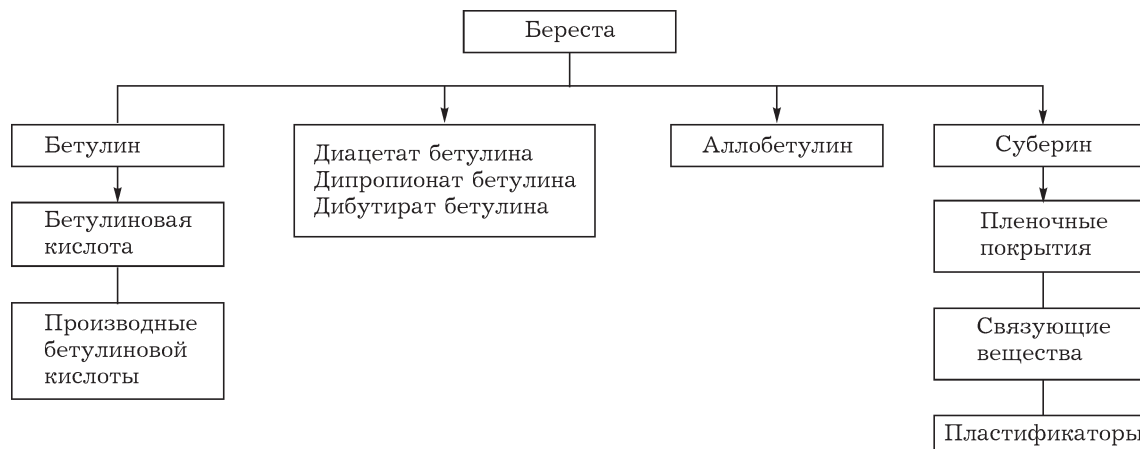 Береста
Бетулин
Бетулиновая
кислота
Производные
бетулиновой
кислоты
Диацетат бетулина
Дипропионат бетулина
Дибутират бетулина
Аллобетулин
Суберин
Пленочные
покрытия
Связующие
вещества
Пластификаторы